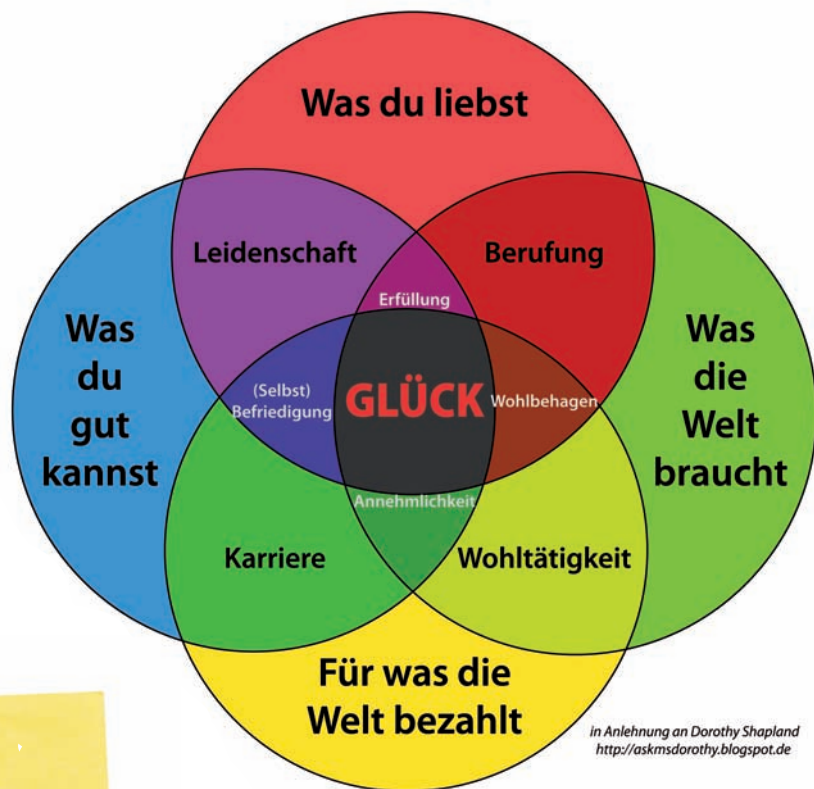 Was du liebst
Leidenschaft
Berufung
Erfüllung
Was
du
gut
kannst
(Selbst)
Befriedigung
GLÜCK
Wohlbehagen
Was
die
Welt
braucht
Annehmlichkeit
Karriere
Wohltätigkeit
Für was die
Welt bezahlt
in Anlehnung an Dorothy Shapland
http://askmsdorothy.blogspot.de